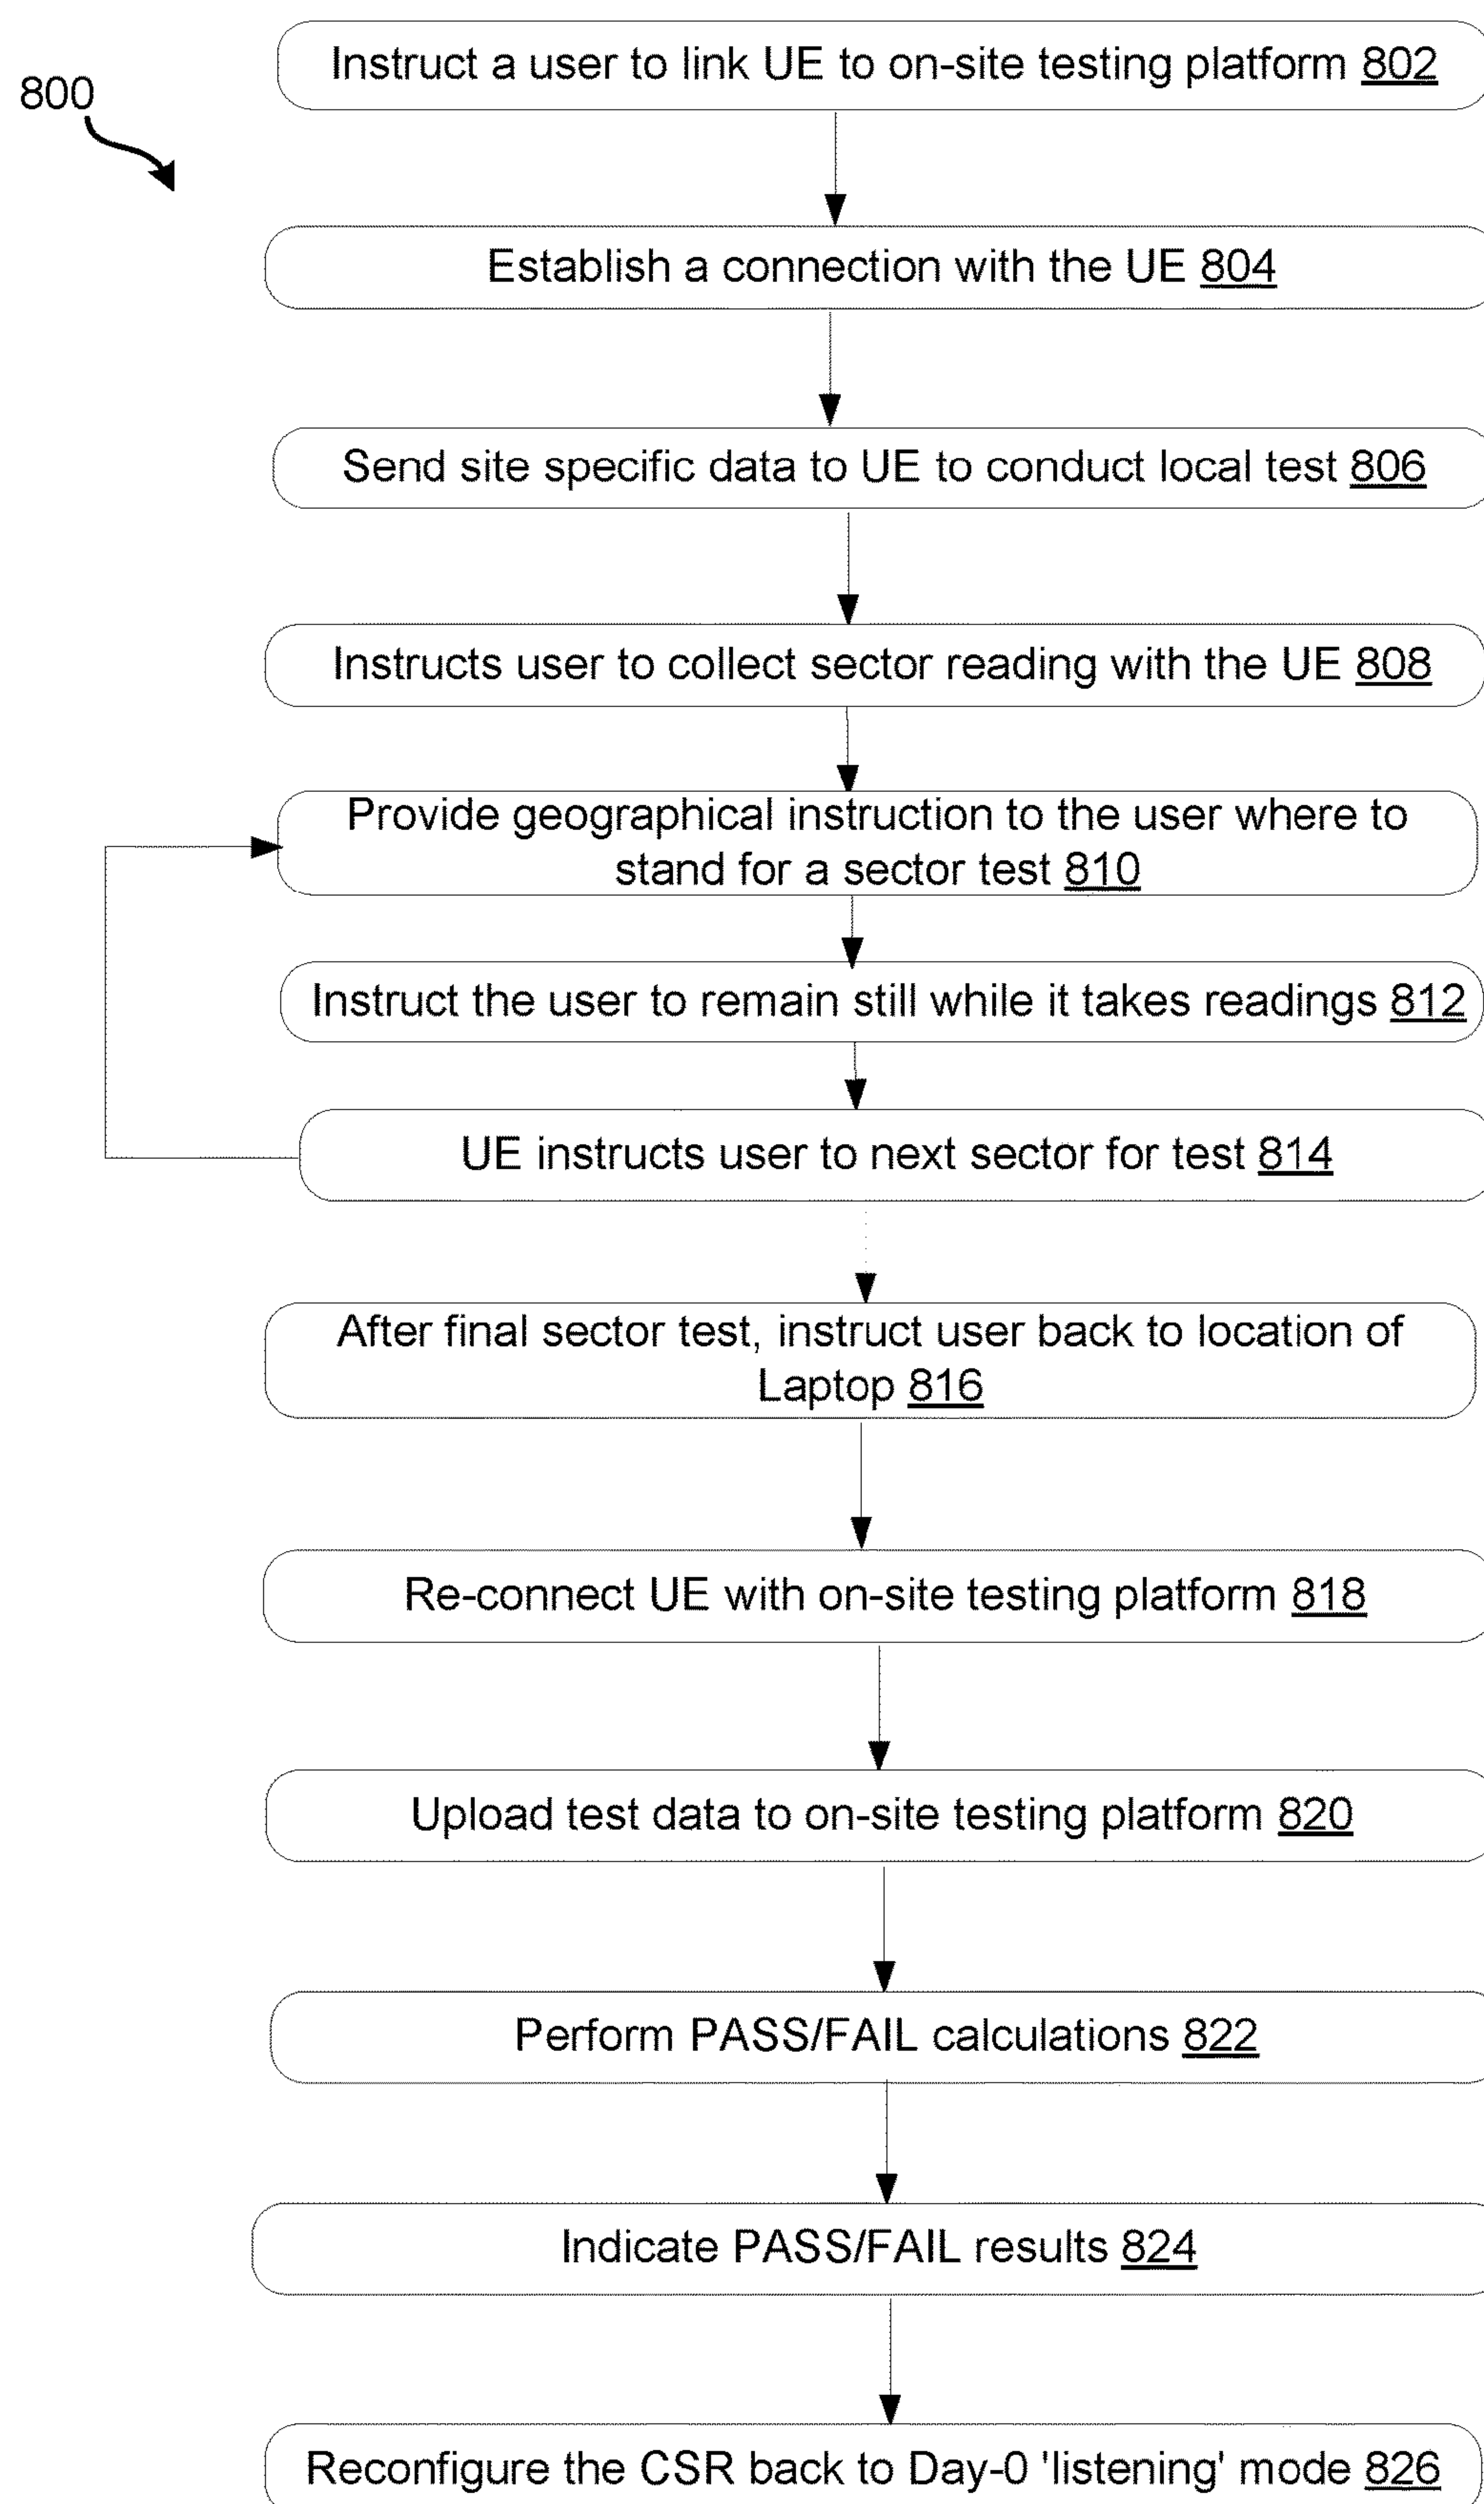 Instruct a user to link UE to on-site testing platform 802
800
Establish a connection with the UE 804
Send site specific data to UE to conduct local test 806
Instructs user to collect sector reading with the UE 808
Provide geographical instruction to the user where to
stand for a sector test 810
Instruct the user to remain still while it takes readings 812
UE instructs user to next sector for test 814
After final sector test, instruct user back to location of
Laptop 816
Re-connect UE with on-site testing platform 818
Upload test data to on-site testing platform 820
Perform PASS/FAIL calculations 822
Indicate PASS/FAIL results 824
Reconfigure the CSR back to Day-0 'listening' mode 826